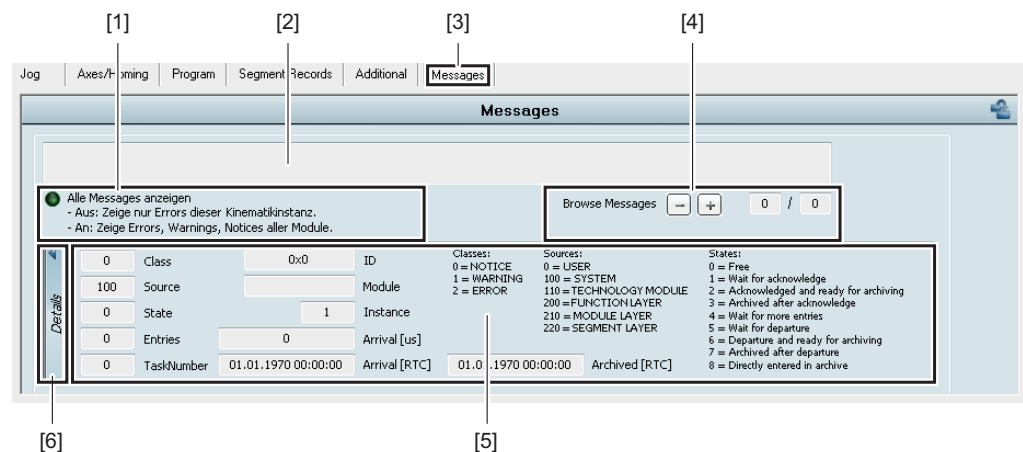 [1] [2] [3] [4]
Jog Axes/Homing Program Segment Records Additional Messages
Messages
Alle Messages anzeigen
- Aus: Zeige nur Errors dieser Kinematikinstanz.
- An: Zeige Errors, Warnings, Notices aller Module.
Browse Messages - + 0 / 0
Details
0 Class 0x0 ID
100 Source Module
0 State 1 Instance
0 Entries 0 Arrival [us]
0 TaskNumber 01.01.1970 00:00:00 Arrival [RTC] 01.01.1970 00:00:00 Archived [RTC]
Classes:
0 = NOTICE
1 = WARNING
2 = ERROR
Sources:
0 = USER
100 = SYSTEM
110 = TECHNOLOGY MODULE
200 = FUNCTION LAYER
210 = MODULE LAYER
220 = SEGMENT LAYER
States:
0 = Free
1 = Wait for acknowledge
2 = Acknowledged and ready for archiving
3 = Archived after acknowledge
4 = Wait for more entries
5 = Wait for departure
6 = Departure and ready for archiving
7 = Archived after departure
8 = Directly entered in archive
[6] [5]